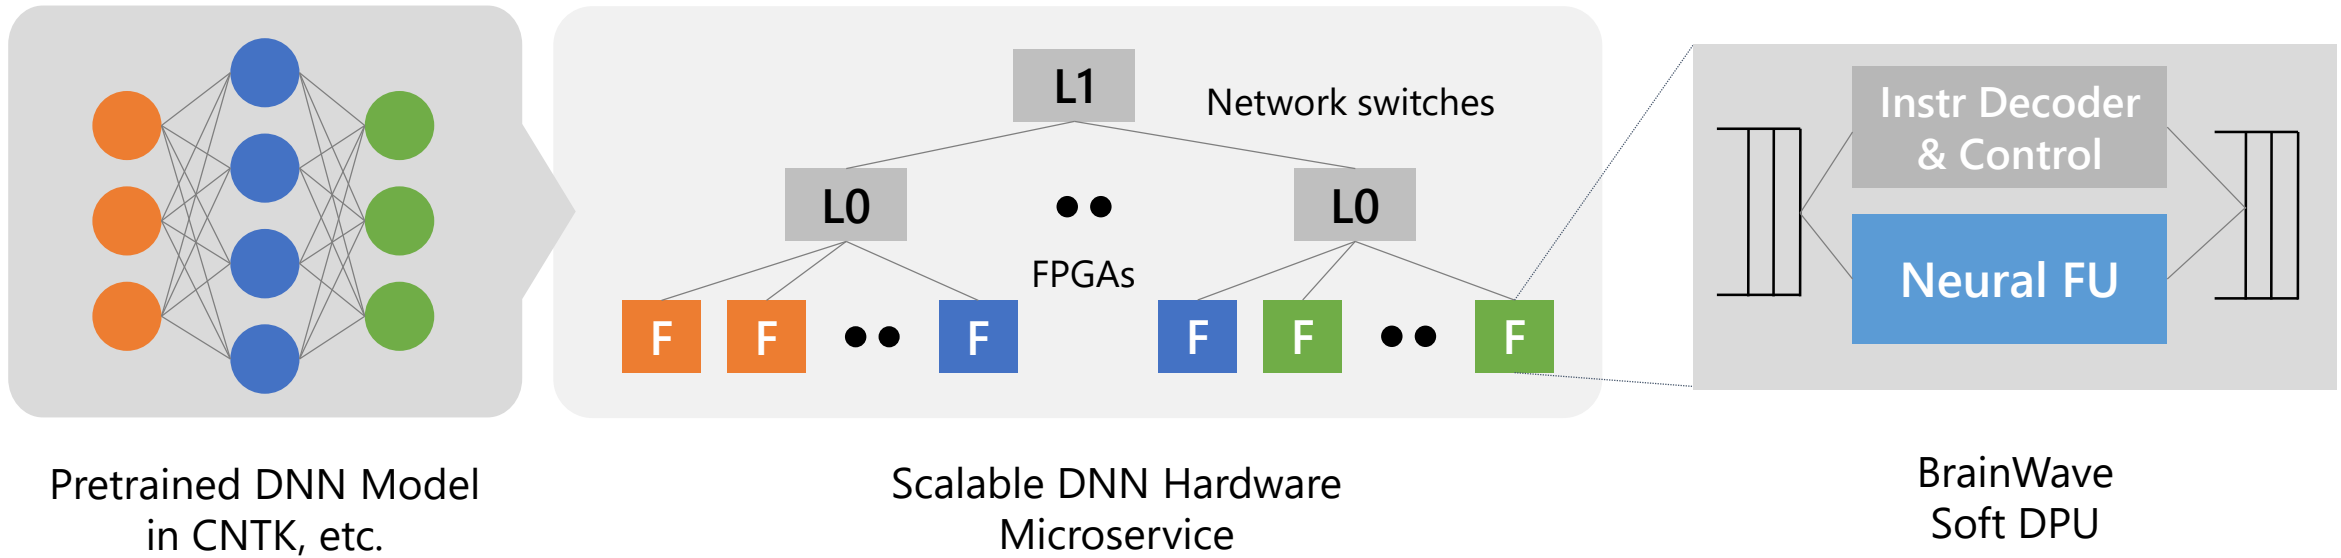 L1
Network switches
L0
L0
FPGAs
F
F
F
F
F
F
Instr Decoder
& Control
Neural FU
Pretrained DNN Model
in CNTK, etc.
Scalable DNN Hardware
Microservice
BrainWave
Soft DPU